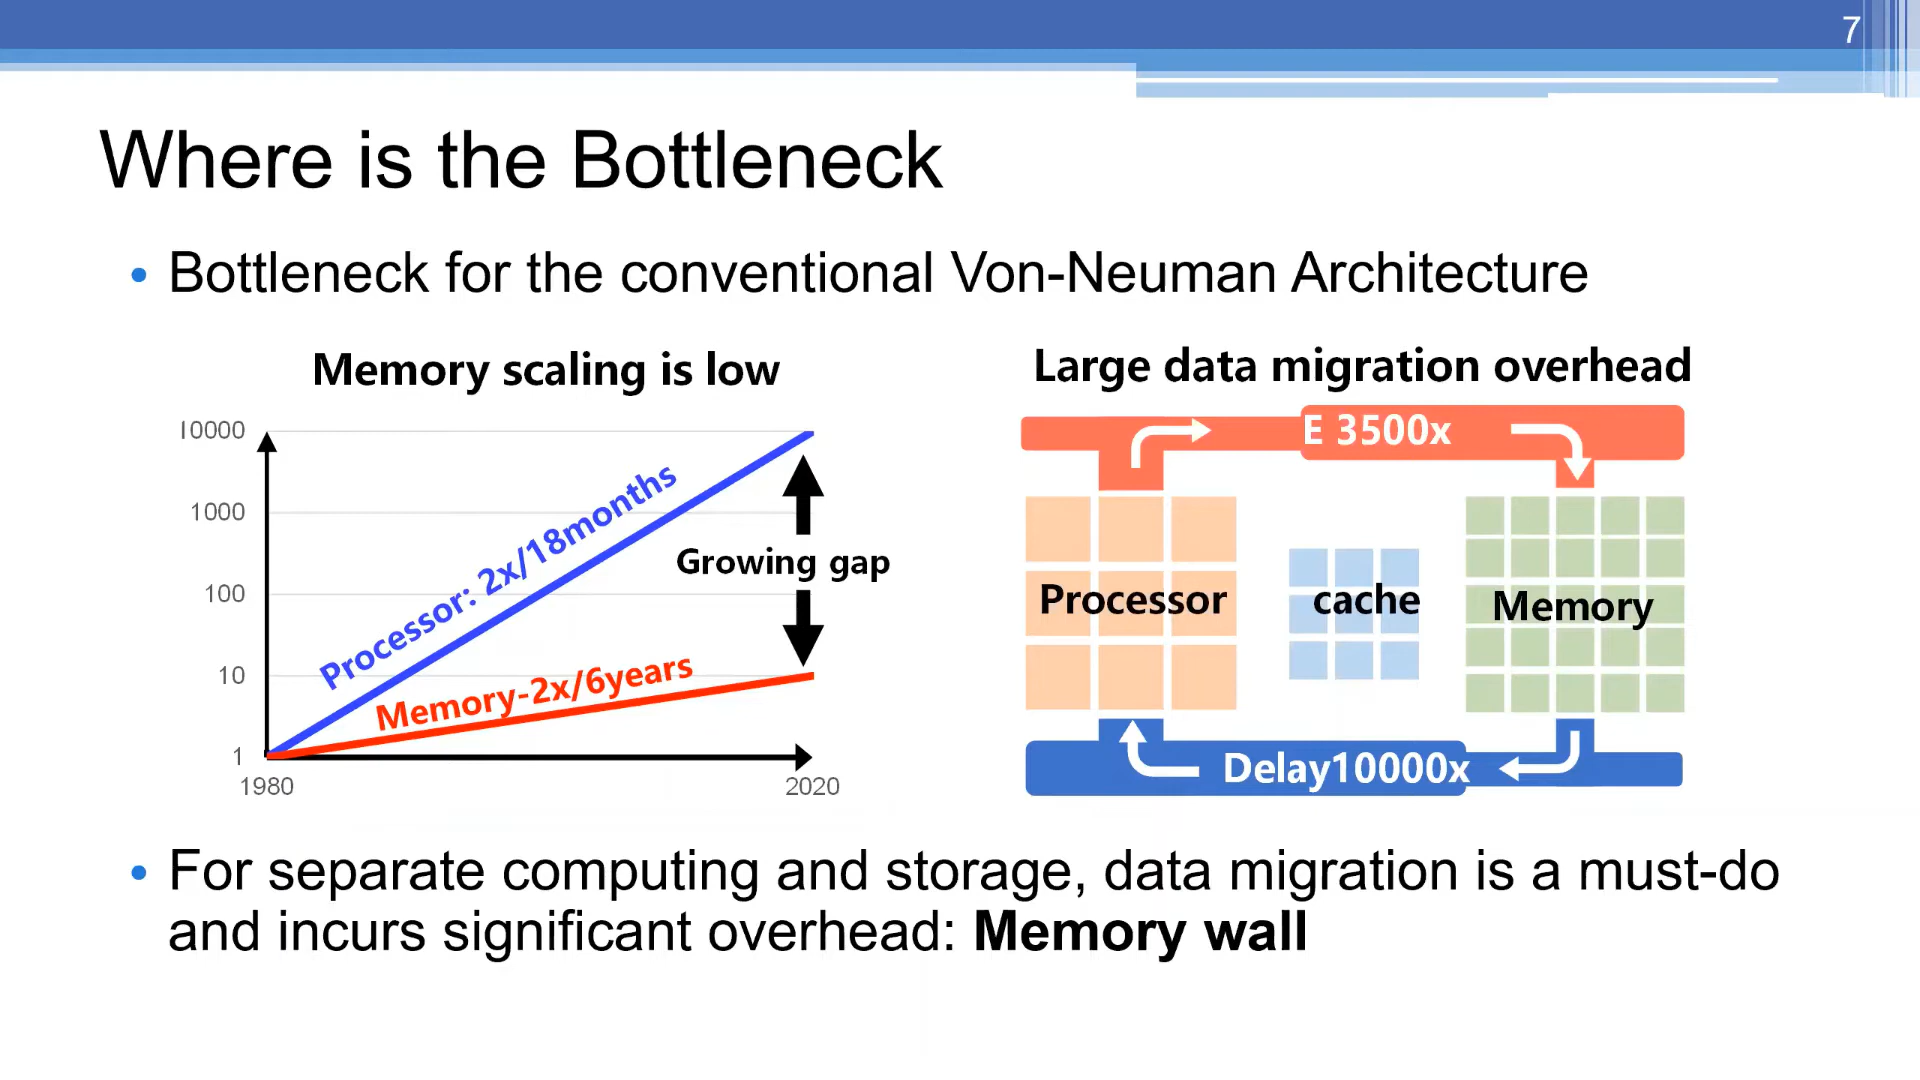 7
Where is the Bottleneck
• Bottleneck for the conventional Von-Neuman Architecture
Memory scaling is low
10000
1000
100
10
1
1980
2020
Processor: 2x/18months
Memory-2x/6years
Growing gap
Large data migration overhead
E 3500x
Processor
cache
Memory
Delay10000x
• For separate computing and storage, data migration is a must-do
and incurs significant overhead: Memory wall